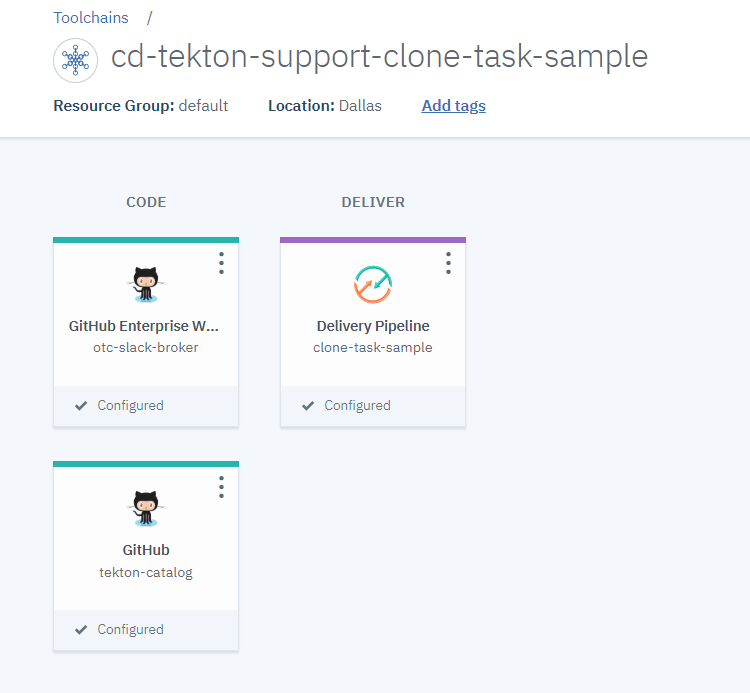 Toolchains /
cd-tekton-support-clone-task-sample
Resource Group: default Location: Dallas Add tags
CODE DELIVER
GitHub Enterprise W...
otc-slack-broker
Configured
Delivery Pipeline
clone-task-sample
Configured
GitHub
tekton-catalog
Configured